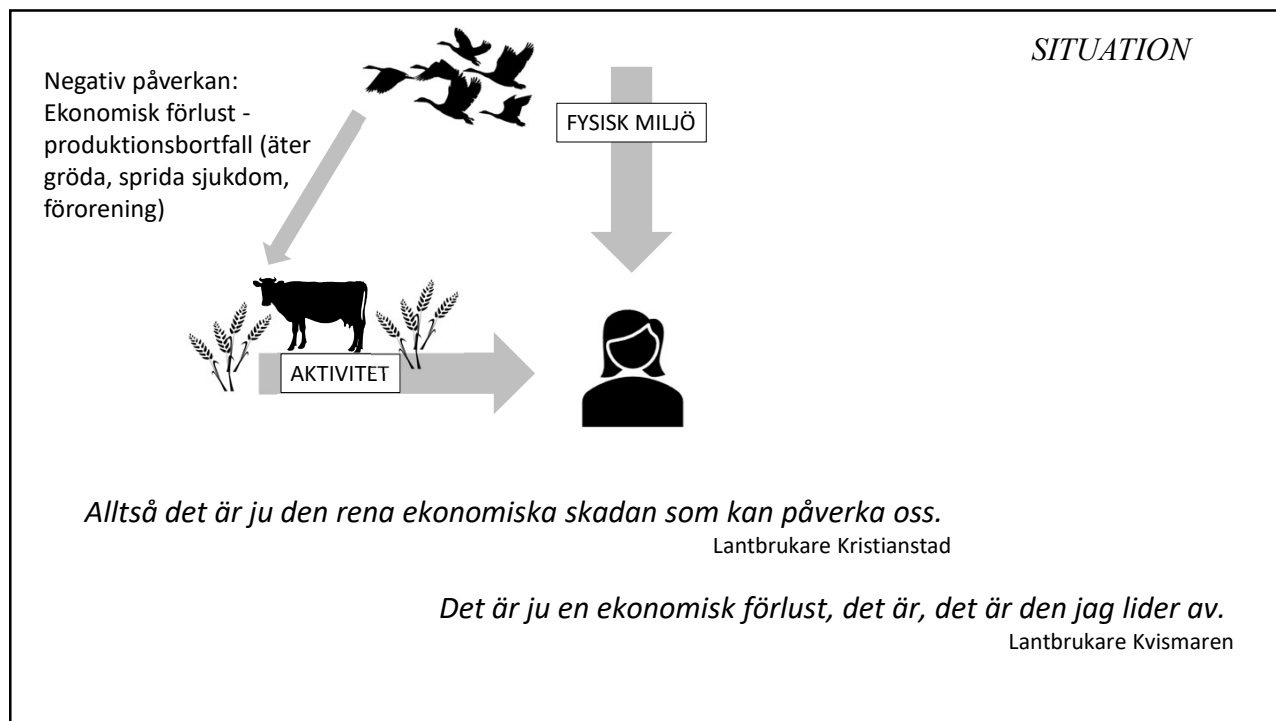 SITUATION
Negativ påverkan:
Ekonomisk förlust -
produktionsbortfall (äter
gröda, sprida sjukdom,
förorening)
FYSISK MILJÖ
AKTIVITET
Alltså det är ju den rena ekonomiska skadan som kan påverka oss.
Lantbrukare Kristianstad
Det är ju en ekonomisk förlust, det är, det är den jag lider av.
Lantbrukare Kvismaren